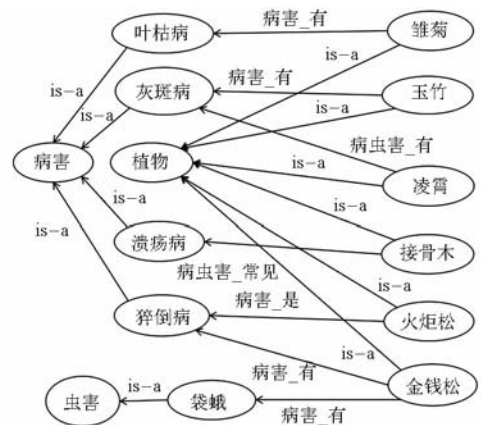 病害_有
叶枯病
雏菊
is-a
is-a
灰斑病
病害_有
玉竹
is-a
is-a
病虫害_有
病害
植物
is-a
凌霄
is-a
is-a
is-a
溃疡病
接骨木
病虫害_常见
病害_是
猝倒病
火炬松
is-a
病害_有
金钱松
is-a
虫害
袋蛾
病害_有